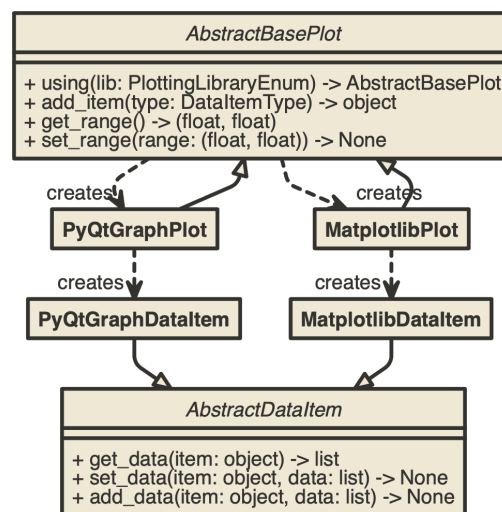 AbstractBasePlot
+ using(lib: PlottingLibraryEnum) -> AbstractBasePlot
+ add_item(type: DataItemType) -> object
+ get_range() -> (float, float)
+ set_range(range: (float, float)) -> None
creates creates
PyQtGraphPlot MatplotlibPlot
creates creates
PyQtGraphDataItem MatplotlibDataItem
AbstractDataItem
+ get_data(item: object) -> list
+ set_data(item: object, data: list) -> None
+ add_data(item: object, data: list) -> None